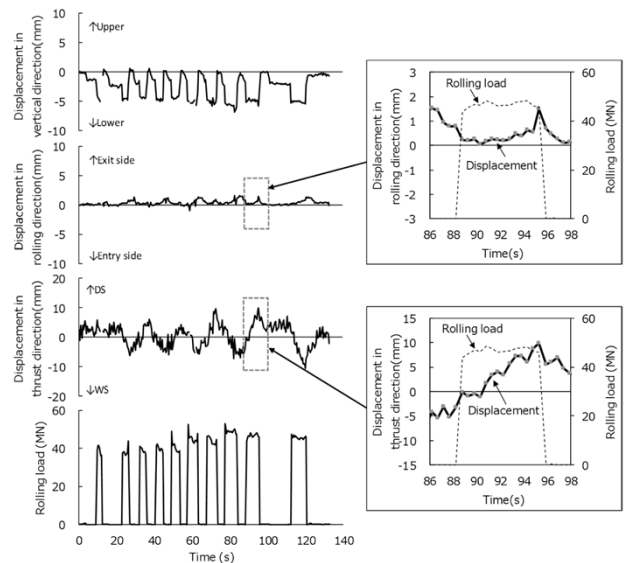 Displacement in
vertical direction(mm)
10
5
0
-5
-10
↑Upper
↓Lower
Displacement in
rolling direction(mm)
10
5
0
-5
-10
↑Exit side
↓Entry side
Displacement in
thrust direction(mm)
20
10
0
-10
-20
↑DS
↓WS
Rolling load (MN)
60
40
20
0
0 20 40 60 80 100 120 140
Time (s)
Displacement in
rolling direction(mm)
3
2
1
0
-1
-2
-3
Rolling load
Displacement
60
40
20
0
Rolling load (MN)
86 88 90 92 94 96 98
Time(s)
Displacement in
thrust direction(mm)
15
10
5
0
-5
-10
-15
Rolling load
Displacement
60
40
20
0
Rolling load (MN)
86 88 90 92 94 96 98
Time(s)